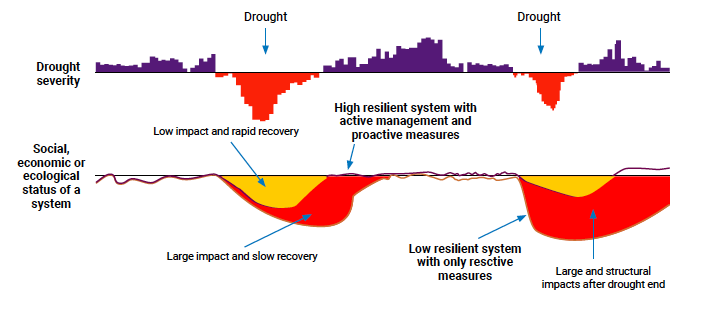 Drought
Drought
Drought
severity
High resilient system with
active management and
proactive measures
Low impact and rapid recovery
Social,
economic or
ecological
status of a
system
Large impact and slow recovery
Low resilient system
with only resctive
measures
Large and structural
impacts after drought end